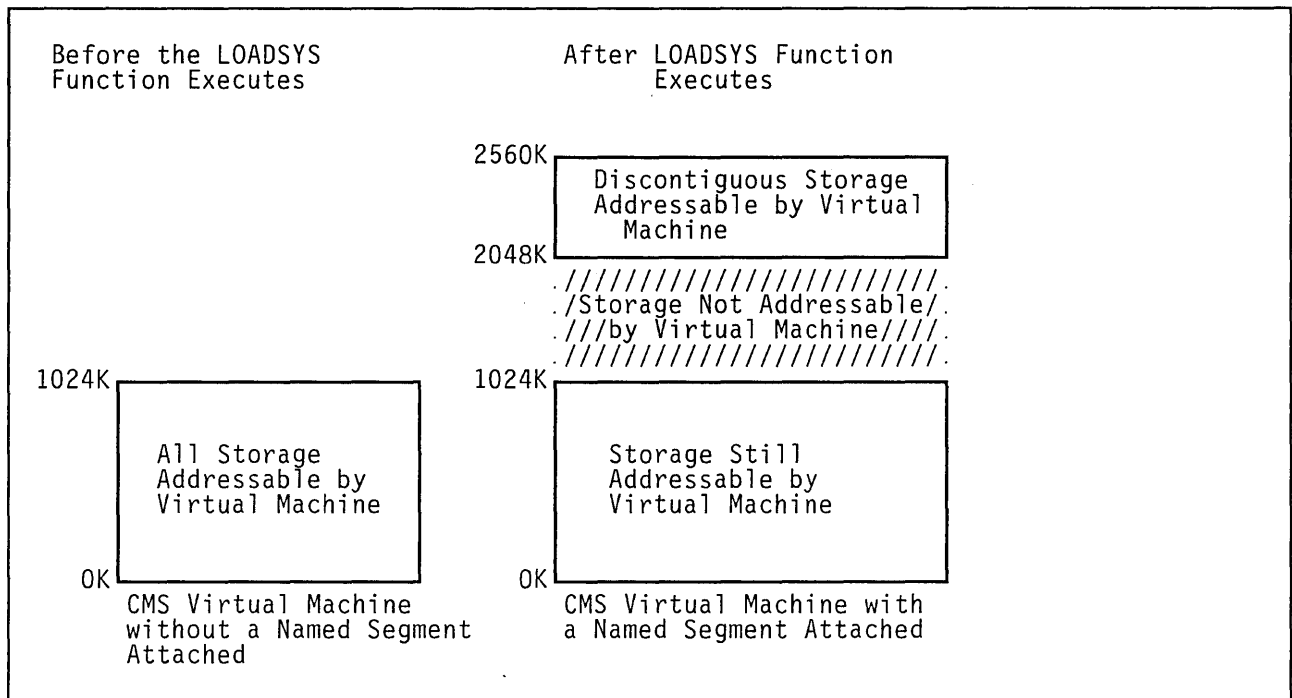 Before the LOADSYS
Function Executes
After LOADSYS Function
Executes
2560K
Discontiguous Storage
Addressable by Virtual
Machine
2048K
.////////////////////////.
./Storage Not Addressable/.
.///by Virtual Machine////.
.////////////////////////.
1024K
All Storage
Addressable by
Virtual Machine
0K
CMS Virtual Machine
without a Named Segment
Attached
1024K
Storage Still
Addressable by
Virtual Machine
0K
CMS Virtual Machine with
a Named Segment Attached